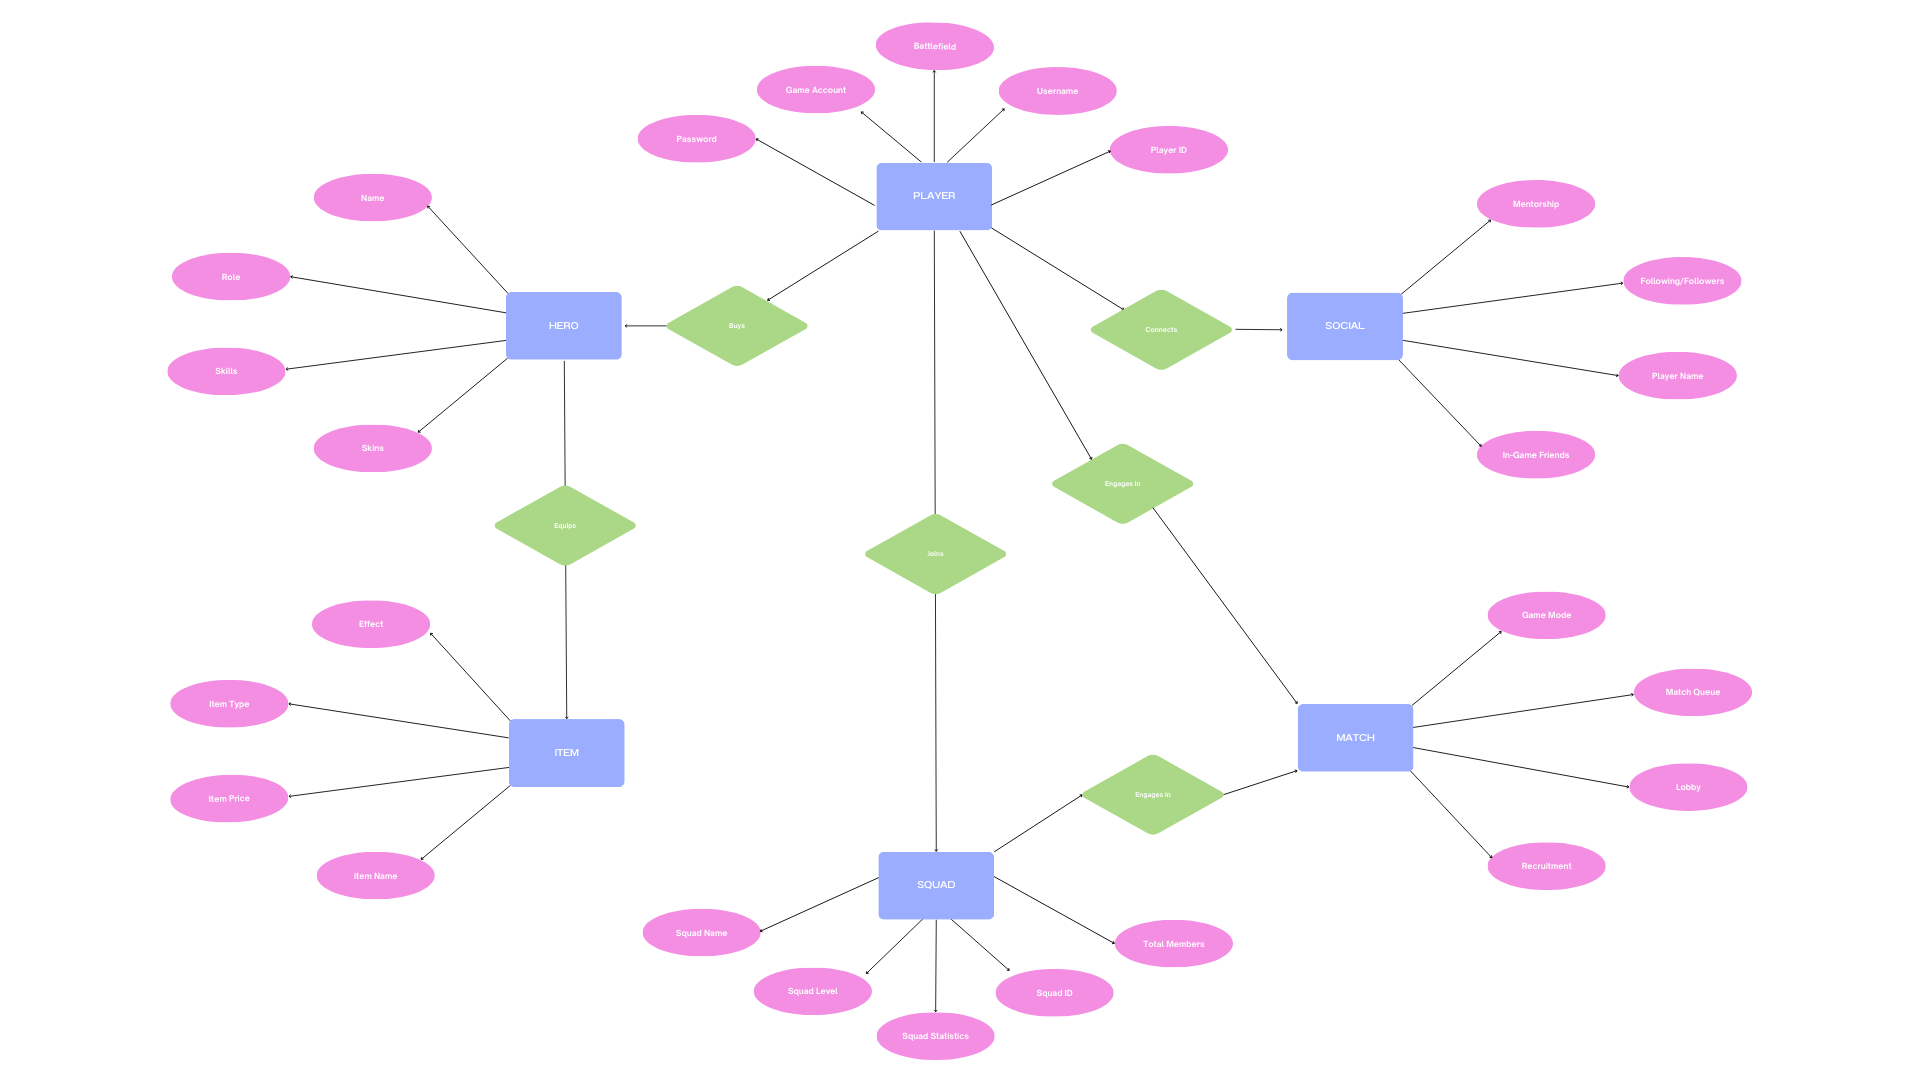 Battlefield
Game Account
Username
Password
Player ID
PLAYER
Name
Role
HERO
Skills
Skins
Buys
Connects
SOCIAL
Mentorship
Following/Followers
Player Name
In-Game Friends
Equips
Joins
Engages in
Effect
Item Type
ITEM
Item Price
Item Name
Game Mode
Match Queue
MATCH
Lobby
Recruitment
Engages in
SQUAD
Squad Name
Total Members
Squad Level
Squad ID
Squad Statistics